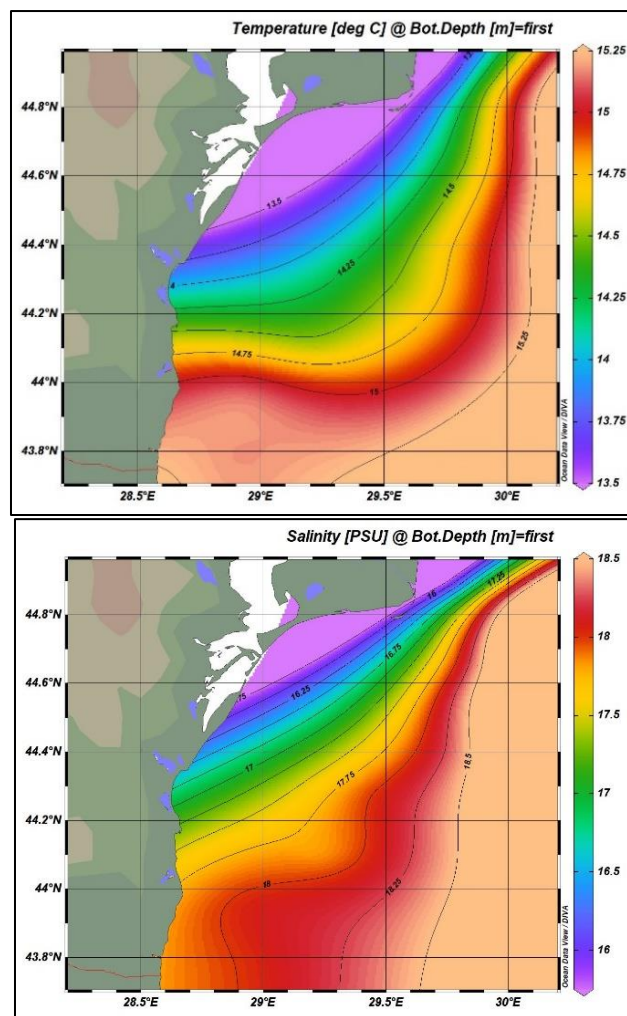 Temperature [deg C] @ Bot.Depth [m]=first
44.8°N
44.6°N
44.4°N
44.2°N
44°N
43.8°N
28.5°E
29°E
29.5°E
30°E
13.5
14.25
14.5
14.75
15
15.25
15.25
15
14.75
14.5
14.25
14
13.75
13.5
Ocean Data View / DIVA
Salinity [PSU] @ Bot.Depth [m]=first
44.8°N
44.6°N
44.4°N
44.2°N
44°N
43.8°N
28.5°E
29°E
29.5°E
30°E
16
17.25
16.75
.75
16.25
17
17.75
18.5
18
18.25
18.5
18
17.5
17
16.5
16
Ocean Data View / DIVA